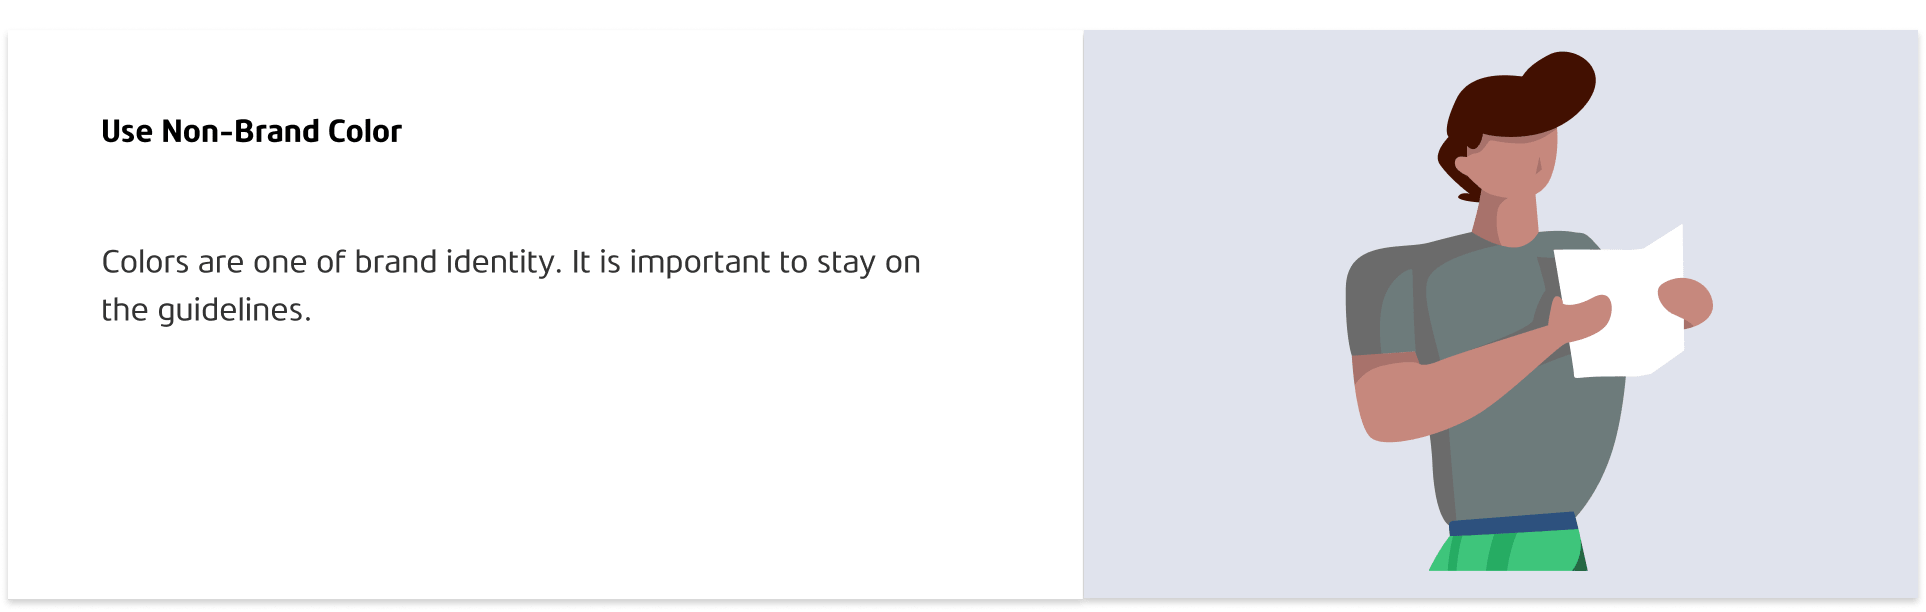 Use Non-Brand Color
Colors are one of brand identity. It is important to stay on
the guidelines.